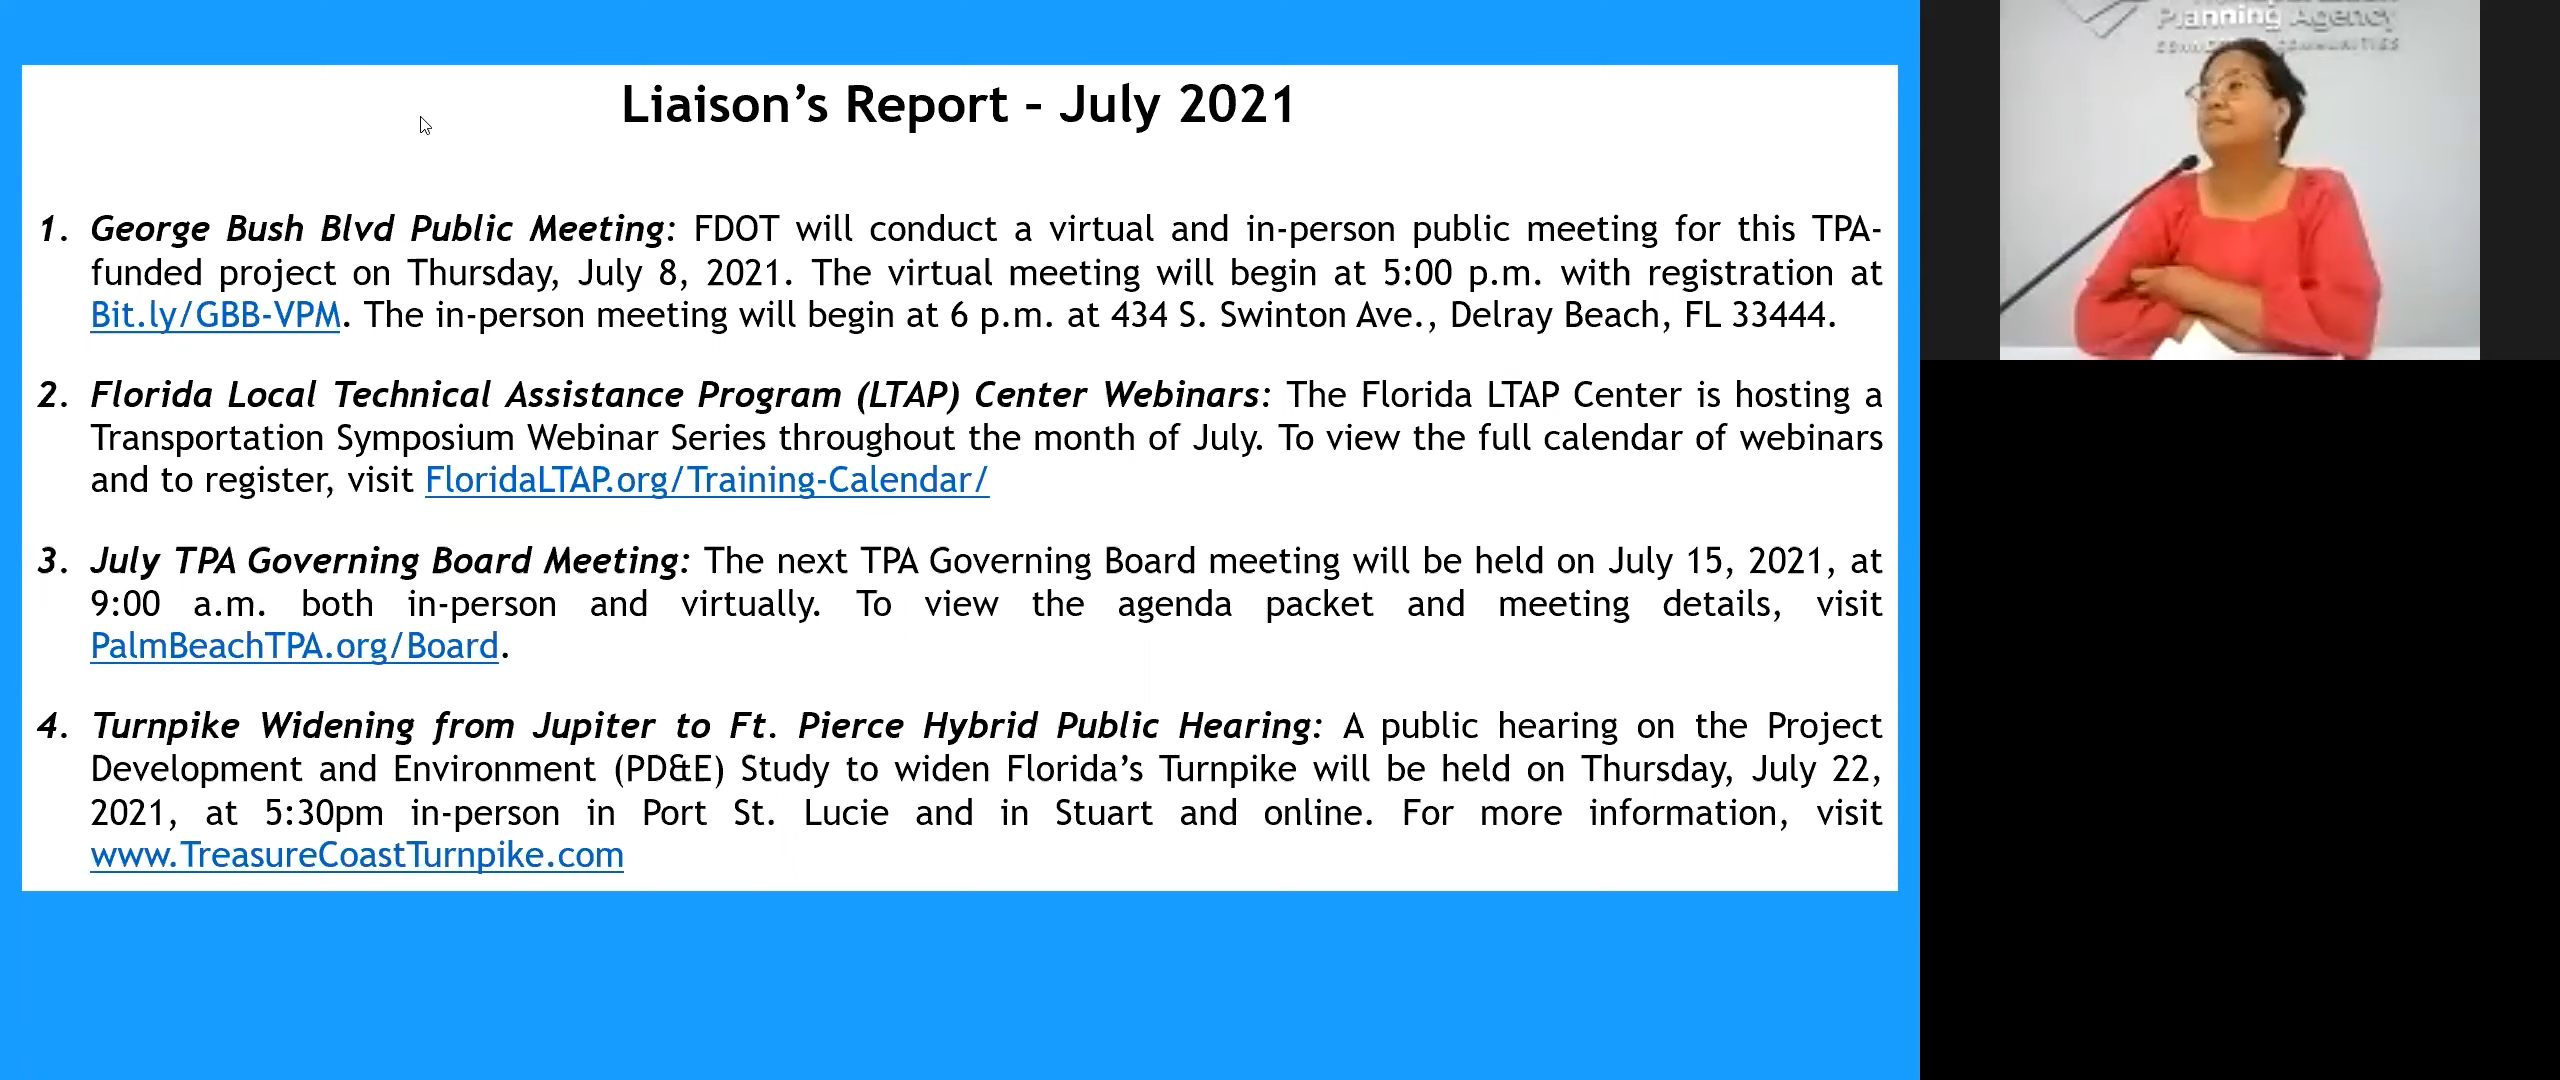 Liaison’s Report – July 2021
1. George Bush Blvd Public Meeting: FDOT will conduct a virtual and in-person public meeting for this TPA-
funded project on Thursday, July 8, 2021. The virtual meeting will begin at 5:00 p.m. with registration at
Bit.ly/GBB-VPM. The in-person meeting will begin at 6 p.m. at 434 S. Swinton Ave., Delray Beach, FL 33444.
2. Florida Local Technical Assistance Program (LTAP) Center Webinars: The Florida LTAP Center is hosting a
Transportation Symposium Webinar Series throughout the month of July. To view the full calendar of webinars
and to register, visit FloridaLTAP.org/Training-Calendar/
3. July TPA Governing Board Meeting: The next TPA Governing Board meeting will be held on July 15, 2021, at
9:00 a.m. both in-person and virtually. To view the agenda packet and meeting details, visit
PalmBeachTPA.org/Board.
4. Turnpike Widening from Jupiter to Ft. Pierce Hybrid Public Hearing: A public hearing on the Project
Development and Environment (PD&E) Study to widen Florida’s Turnpike will be held on Thursday, July 22,
2021, at 5:30pm in-person in Port St. Lucie and in Stuart and online. For more information, visit
www.TreasureCoastTurnpike.com
Planning Agency